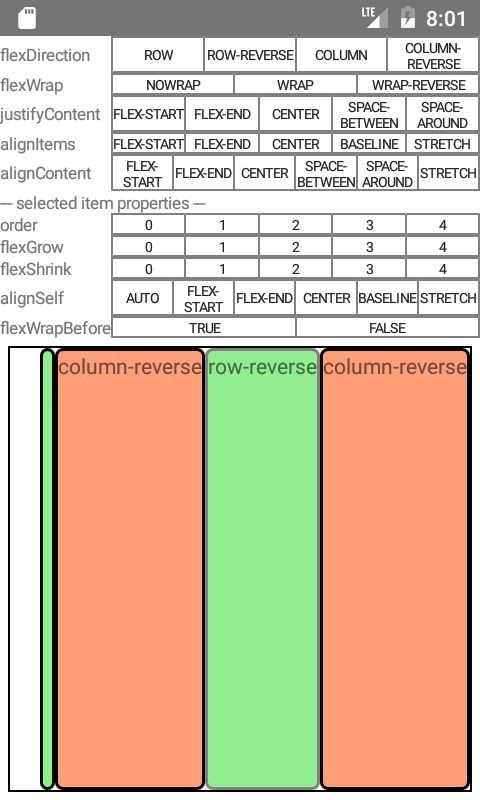 LTE 8:01
flexDirection ROW ROW-REVERSE COLUMN COLUMN-
REVERSE
flexWrap NOWRAP WRAP WRAP-REVERSE
justifyContent FLEX-START FLEX-END CENTER SPACE-
BETWEEN SPACE-
AROUND
alignItems FLEX-START FLEX-END CENTER BASELINE STRETCH
alignContent FLEX-
START FLEX-END CENTER SPACE-
BETWEEN SPACE-
AROUND STRETCH
— selected item properties —
order 0 1 2 3 4
flexGrow 0 1 2 3 4
flexShrink 0 1 2 3 4
alignSelf AUTO FLEX-
START FLEX-END CENTER BASELINE STRETCH
flexWrapBefore TRUE FALSE
column-reverse row-reverse column-reverse